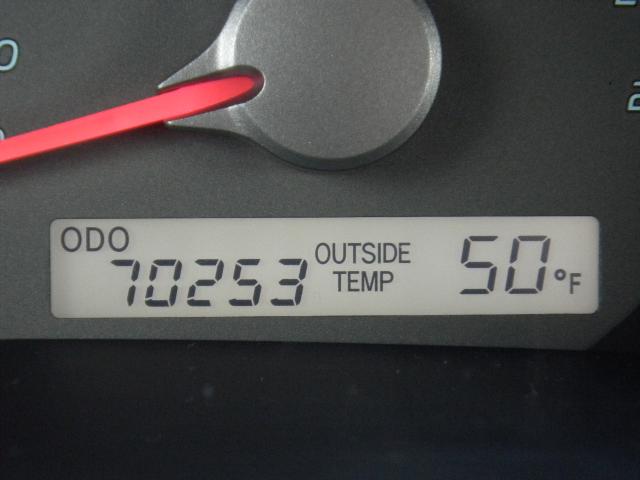 ODO
70253
OUTSIDE
TEMP
50°F